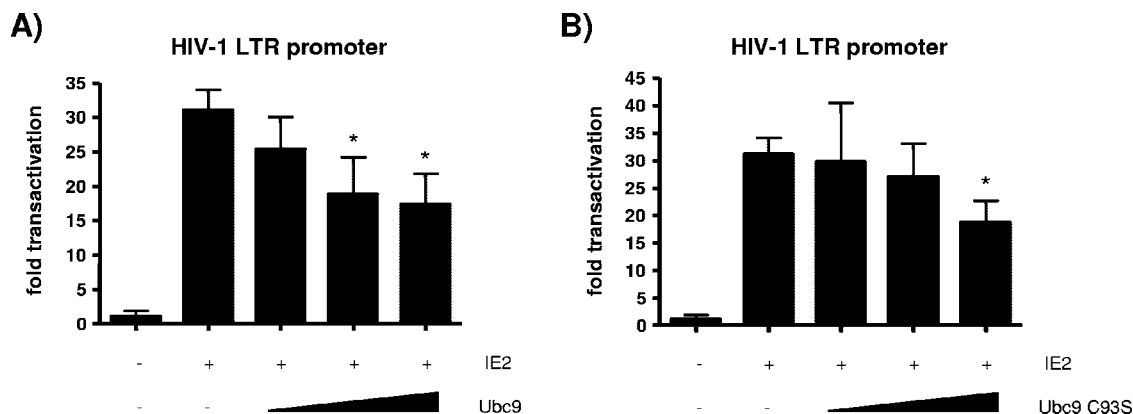 A)
HIV-1 LTR promoter
fold transactivation
35
30
25
20
15
10
5
0
* *
- + + + + IE2
- - Ubc9
B)
HIV-1 LTR promoter
fold transactivation
45
40
35
30
25
20
15
10
5
0
*
- + + + + IE2
- - Ubc9 C93S